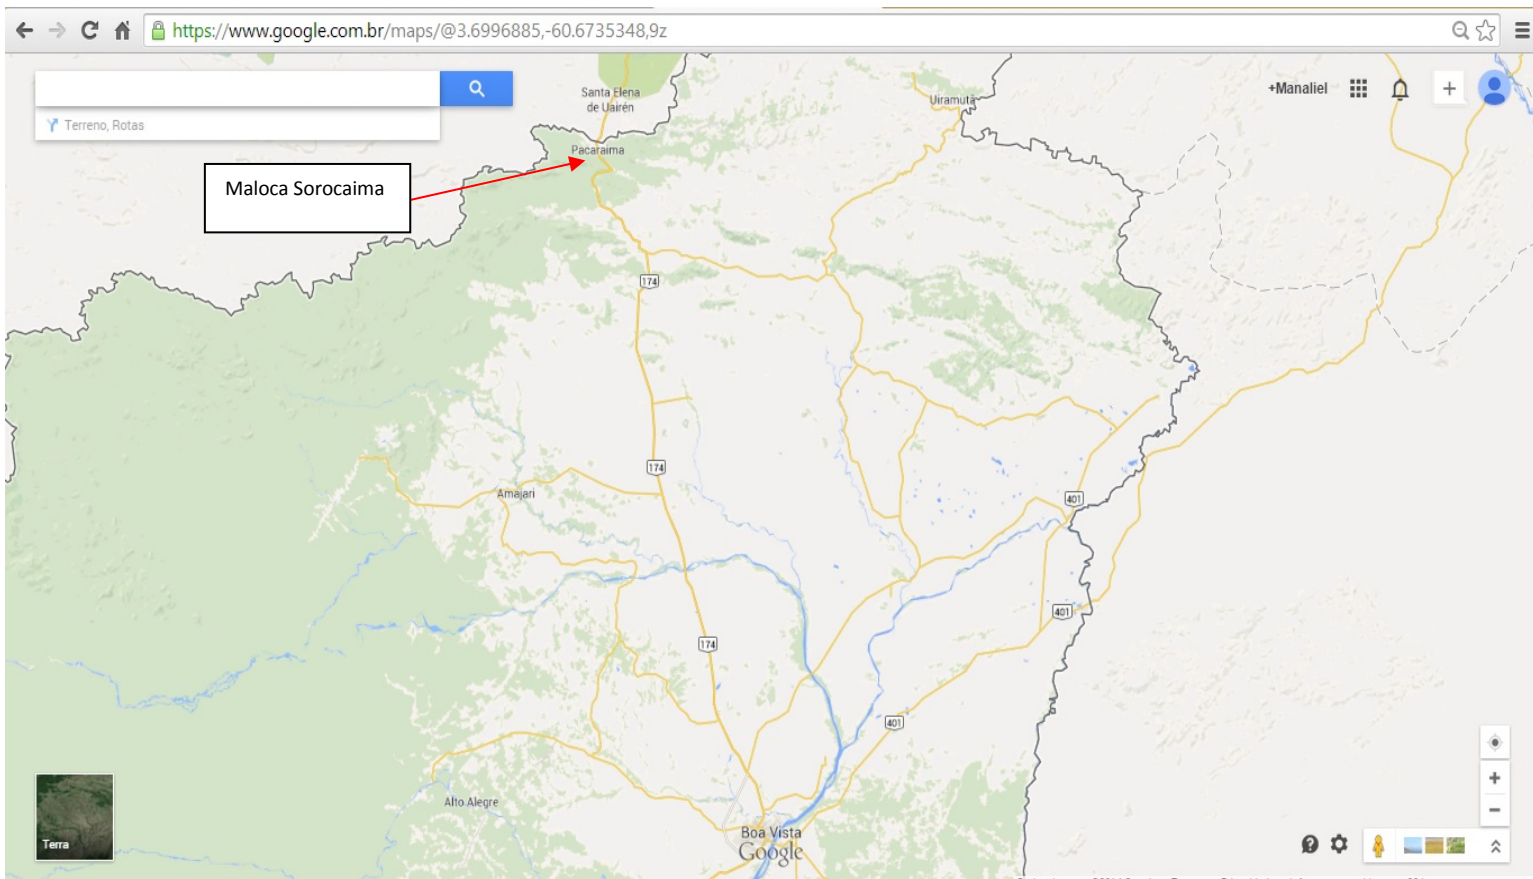 https://www.google.com.br/maps/@3.6996885,-60.6735348,9z
+Manaliel
Terreno, Rotas
Santa Elena
de Uairén
Uiramutã
Pacaraima
Maloca Sorocaima
174
174
Amajari
401
401
174
401
Alto Alegre
Boa Vista
Google
Terra